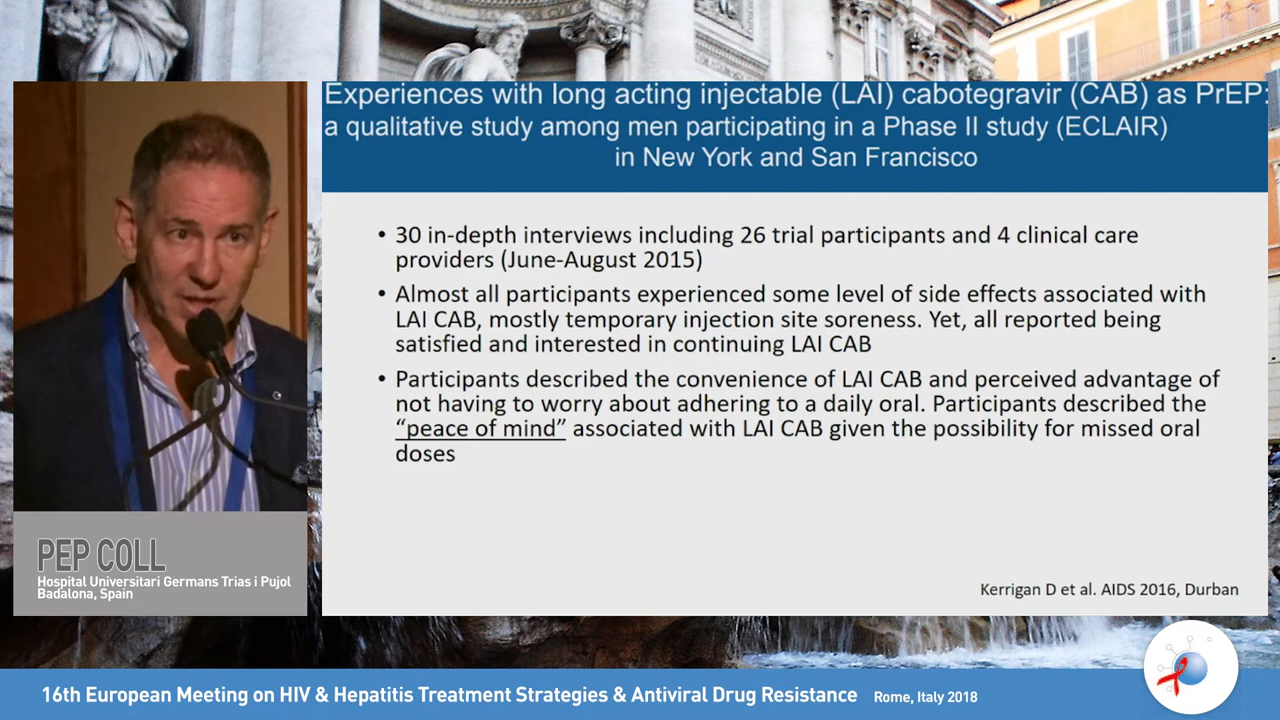 Experiences with long acting injectable (LAI) cabotegravir (CAB) as PrEP:
a qualitative study among men participating in a Phase II study (ECLAIR)
in New York and San Francisco
• 30 in-depth interviews including 26 trial participants and 4 clinical care
providers (June-August 2015)
• Almost all participants experienced some level of side effects associated with
LAI CAB, mostly temporary injection site soreness. Yet, all reported being
satisfied and interested in continuing LAI CAB
• Participants described the convenience of LAI CAB and perceived advantage of
not having to worry about adhering to a daily oral. Participants described the
“peace of mind” associated with LAI CAB given the possibility for missed oral
doses
Kerrigan D et al. AIDS 2016, Durban
PEP COLL
Hospital Universitari Germans Trias i Pujol
Badalona, Spain
16th European Meeting on HIV & Hepatitis Treatment Strategies & Antiviral Drug Resistance Rome, Italy 2018